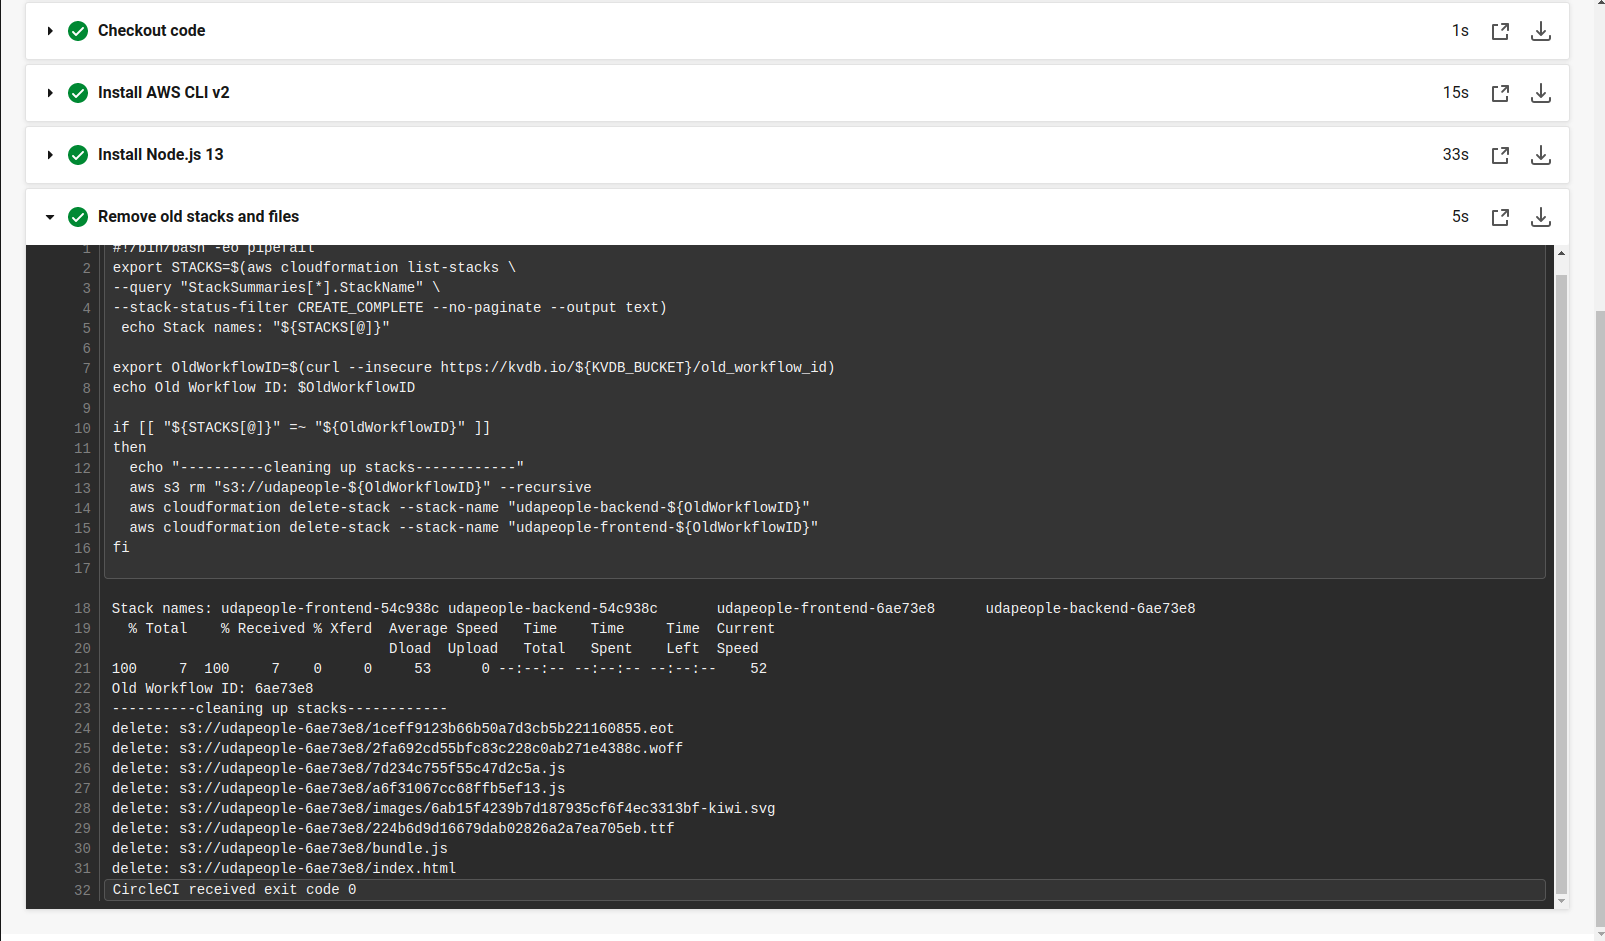 Checkout code 1s
Install AWS CLI v2 15s
Install Node.js 13 33s
Remove old stacks and files 5s
1 #!/bin/bash -eo pipefail
2 export STACKS=$(aws cloudformation list-stacks \
3 --query "StackSummaries[*].StackName" \
4 --stack-status-filter CREATE_COMPLETE --no-paginate --output text)
5 echo Stack names: "${STACKS[@]}"
6
7 export OldWorkflowID=$(curl --insecure https://kvdb.io/${KVDB_BUCKET}/old_workflow_id)
8 echo Old Workflow ID: $OldWorkflowID
9
10 if [[ "${STACKS[@]}" =~ "${OldWorkflowID}" ]]
11 then
12 echo "----------cleaning up stacks------------"
13 aws s3 rm "s3://udapeople-${OldWorkflowID}" --recursive
14 aws cloudformation delete-stack --stack-name "udapeople-backend-${OldWorkflowID}"
15 aws cloudformation delete-stack --stack-name "udapeople-frontend-${OldWorkflowID}"
16 fi
17
18 Stack names: udapeople-frontend-54c938c udapeople-backend-54c938c udapeople-frontend-6ae73e8 udapeople-backend-6ae73e8
19 % Total % Received % Xferd Average Speed Time Time Time Current
20 Dload Upload Total Spent Left Speed
21 100 7 100 7 0 0 53 0 --:--:-- --:--:-- --:--:-- 52
22 Old Workflow ID: 6ae73e8
23 ----------cleaning up stacks------------
24 delete: s3://udapeople-6ae73e8/1ceff9123b66b50a7d3cb5b221160855.eot
25 delete: s3://udapeople-6ae73e8/2fa692cd55bfc83c228c0ab271e4388c.woff
26 delete: s3://udapeople-6ae73e8/7d234c755f55c47d2c5a.js
27 delete: s3://udapeople-6ae73e8/a6f31067cc68ffb5ef13.js
28 delete: s3://udapeople-6ae73e8/images/6ab15f4239b7d187935cf6f4ec3313bf-kiwi.svg
29 delete: s3://udapeople-6ae73e8/224b6d9d16679dab02826a2a7ea705eb.ttf
30 delete: s3://udapeople-6ae73e8/bundle.js
31 delete: s3://udapeople-6ae73e8/index.html
32 CircleCI received exit code 0